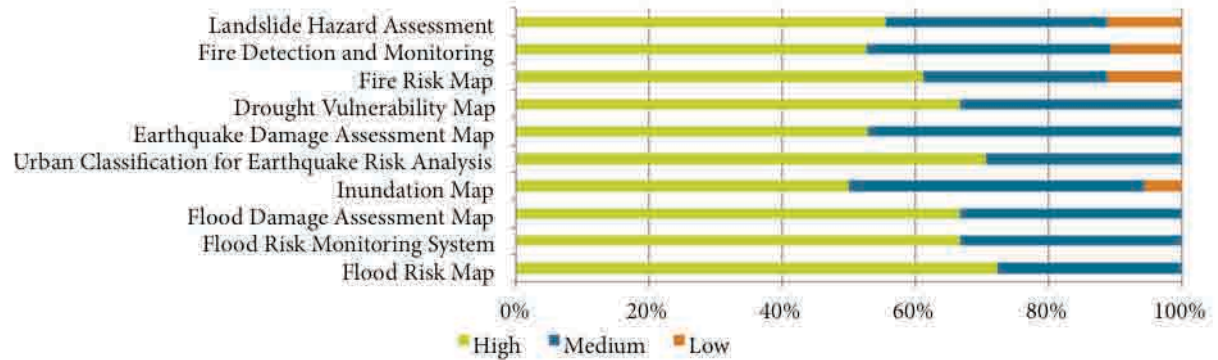 Landslide Hazard Assessment
Fire Detection and Monitoring
Fire Risk Map
Drought Vulnerability Map
Earthquake Damage Assessment Map
Urban Classification for Earthquake Risk Analysis
Inundation Map
Flood Damage Assessment Map
Flood Risk Monitoring System
Flood Risk Map
0% 20% 40% 60% 80% 100%
High Medium Low